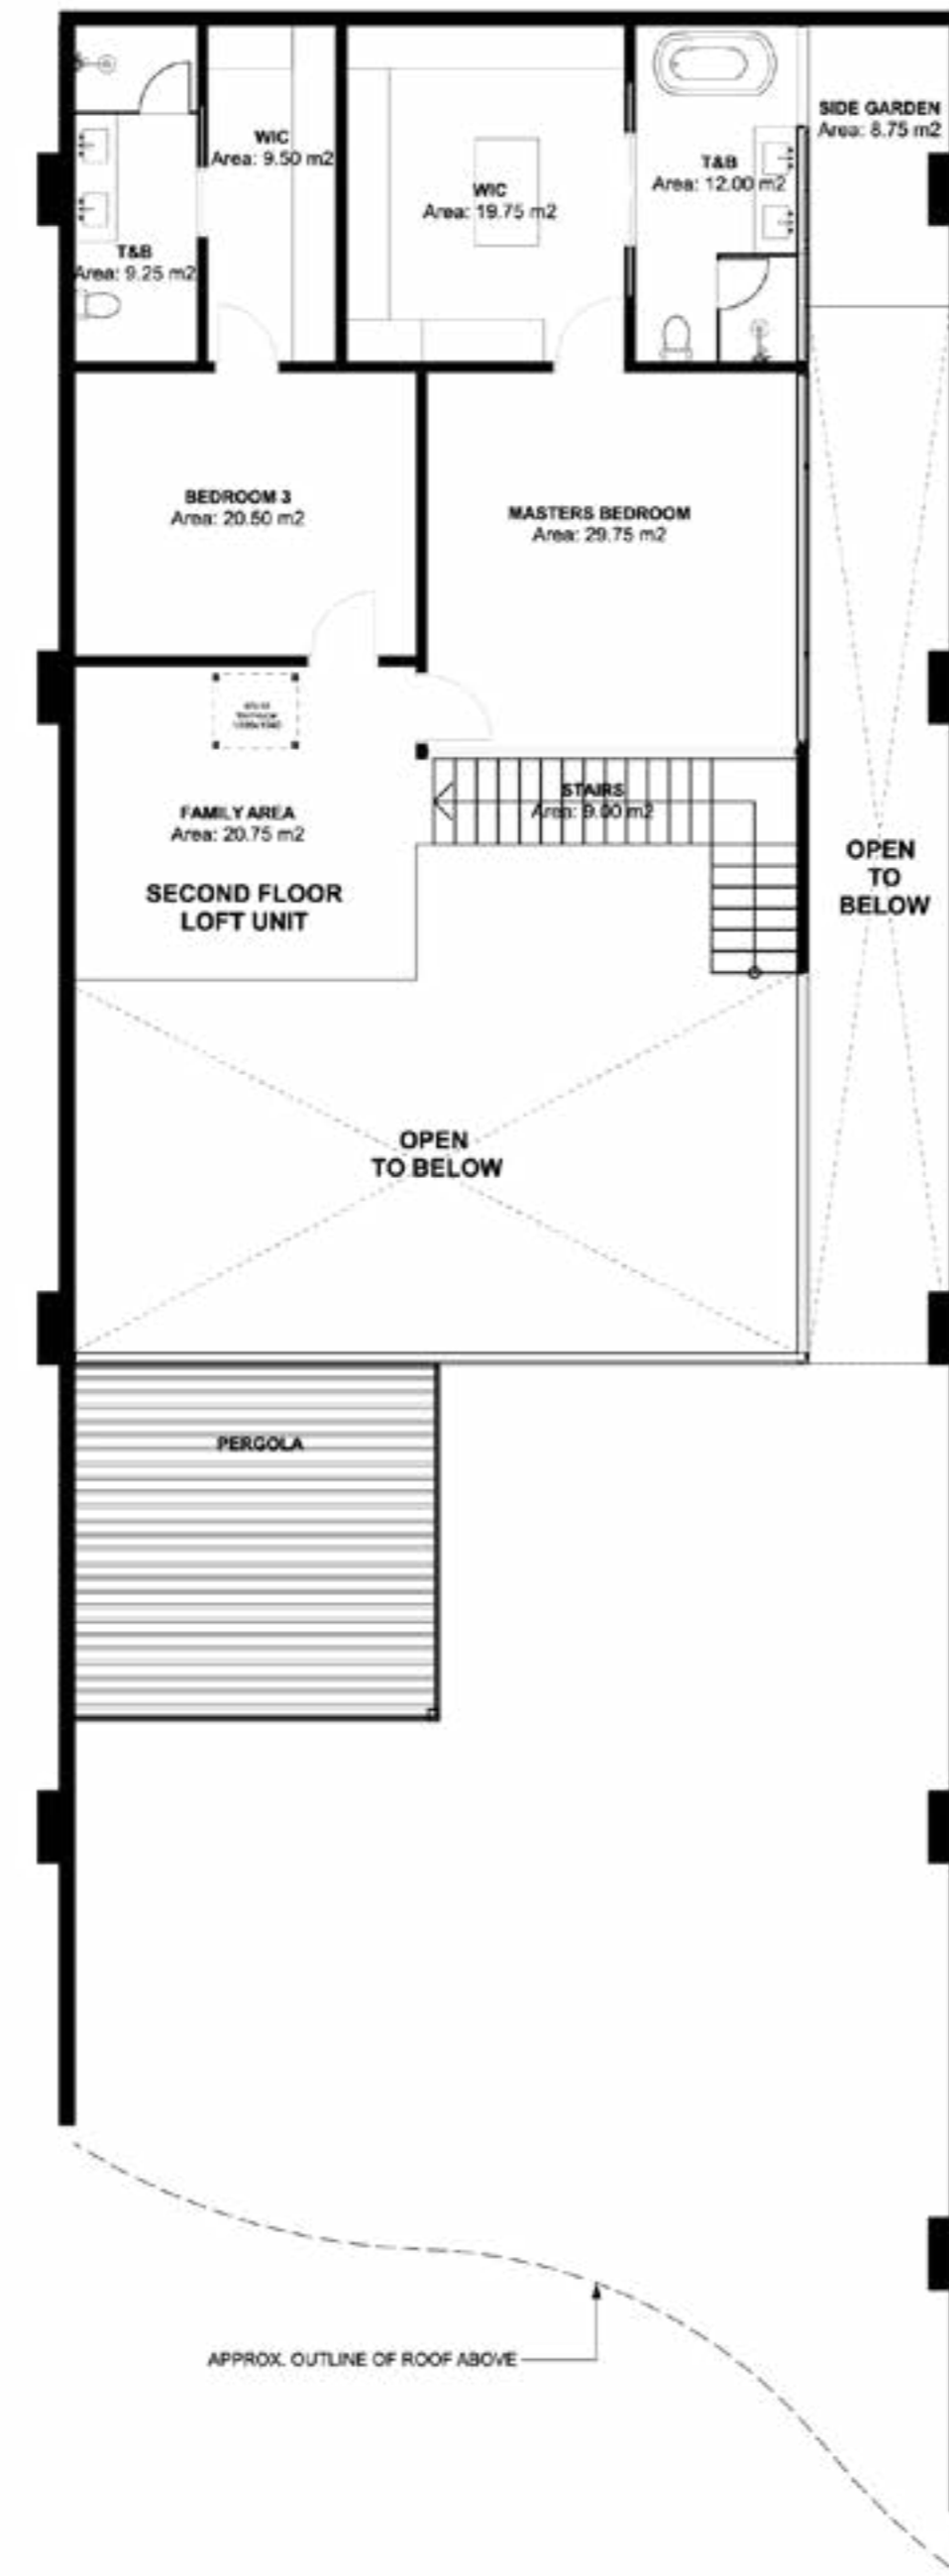 SIDE GARDEN
Area: 8.75 m2
WIC
Area: 9.50 m2
T&B
Area: 12.00 m2
WIC
Area: 19.75 m2
T&B
Area: 9.25 m2
BEDROOM 3
Area: 20.50 m2
MASTERS BEDROOM
Area: 29.75 m2
STAIRS
Area: 9.00 m2
FAMILY AREA
Area: 20.75 m2
SECOND FLOOR
LOFT UNIT
OPEN
TO
BELOW
OPEN
TO BELOW
PERGOLA
APPROX. OUTLINE OF ROOF ABOVE